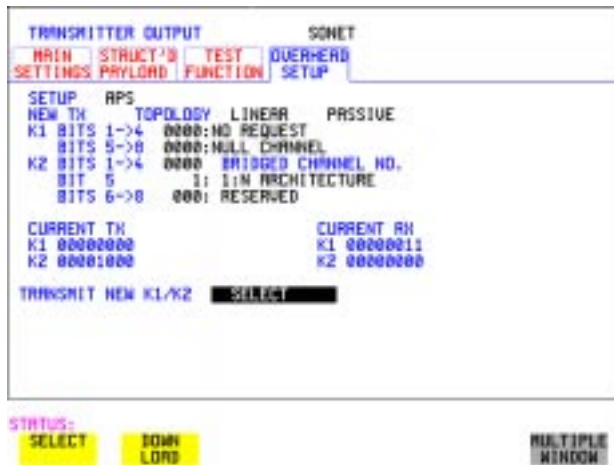 TRANSMITTER OUTPUT SONET
MAIN SETTINGS STRUCT'D PAYLOAD TEST FUNCTION OVERHEAD SETUP
SETUP APS
NEW TX TOPOLOGY LINEAR PASSIVE
K1 BITS 1->4 0000:NO REQUEST
BITS 5->8 0000:NULL CHANNEL
K2 BITS 1->4 0000 BRIDGED CHANNEL NO.
BIT 5 1: 1:N ARCHITECTURE
BITS 6->8 000: RESERVED
CURRENT TX CURRENT RX
K1 00000000 K1 00000011
K2 00001000 K2 00000000
TRANSMIT NEW K1/K2 SELECT
STATUS:
SELECT DOWN LOAD MULTIPLE WINDOW